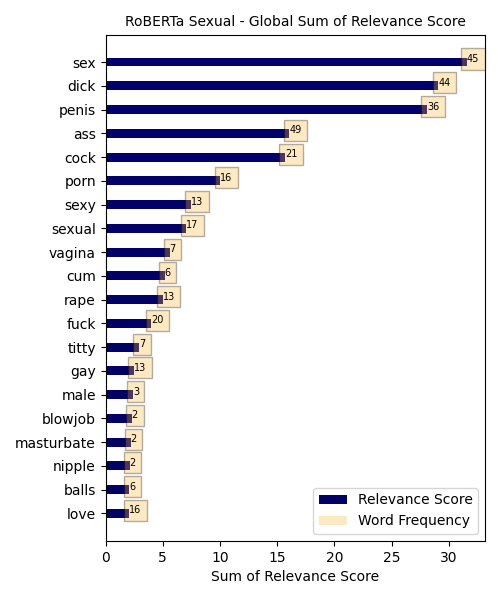 RoBERTa Sexual - Global Sum of Relevance Score
sex 45
dick 44
penis 36
ass 49
cock 21
porn 16
sexy 13
sexual 17
vagina 7
cum 6
rape 13
fuck 20
titty 7
gay 13
male 3
blowjob 2
masturbate 2
nipple 2
balls 6
love 16
Relevance Score
Word Frequency
0 5 10 15 20 25 30
Sum of Relevance Score